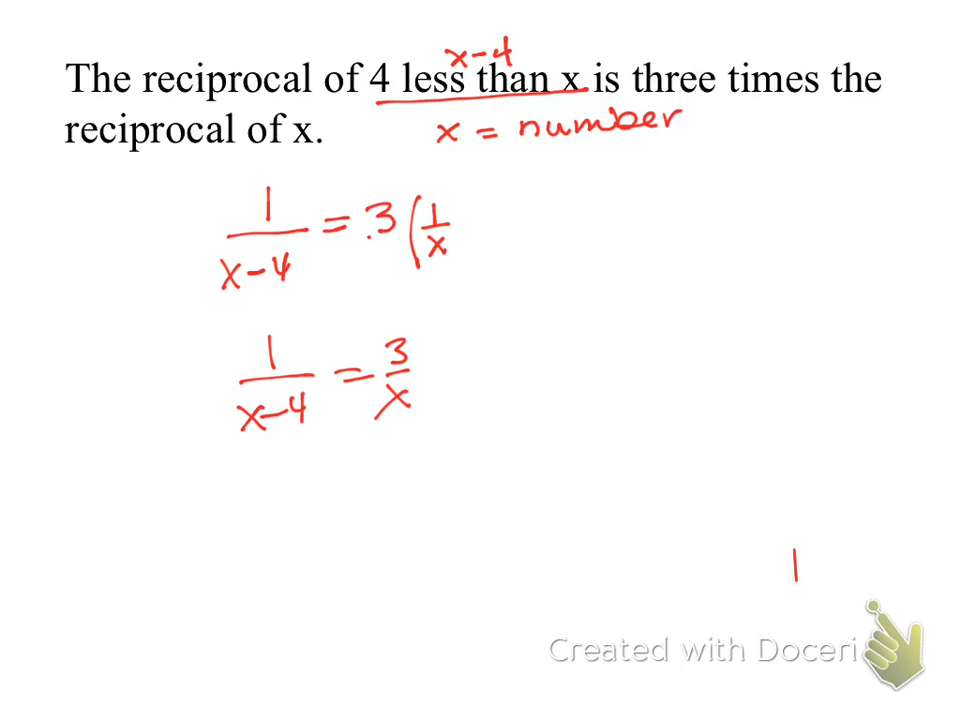 x-4
The reciprocal of 4 less than x is three times the
reciprocal of x.
x = number
1/(x-4) = 3(1/x
1/(x-4) = 3/x
1
Created with Doceri